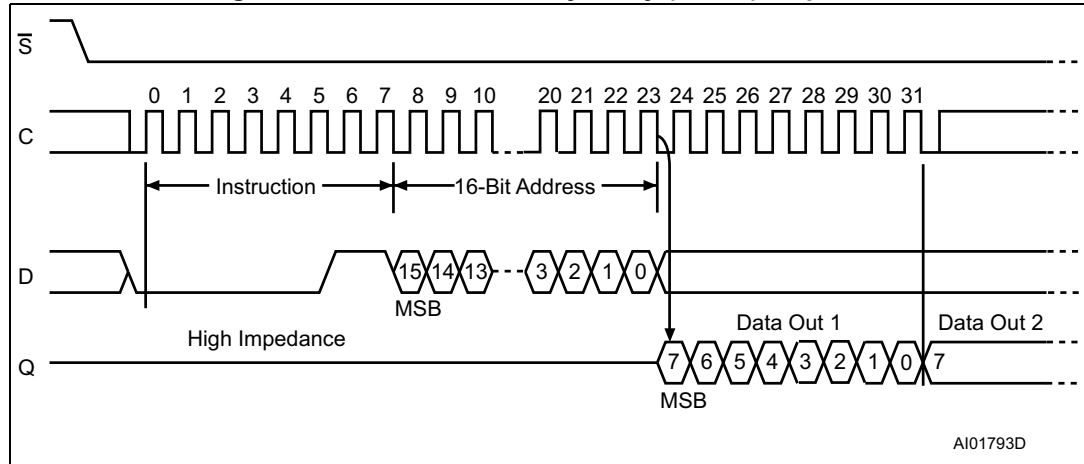 S
0 1 2 3 4 5 6 7 8 9 10 20 21 22 23 24 25 26 27 28 29 30 31
C
Instruction 16-Bit Address
D 15 14 13 3 2 1 0
MSB
High Impedance Data Out 1 Data Out 2
Q 7 6 5 4 3 2 1 0 7
MSB
AI01793D